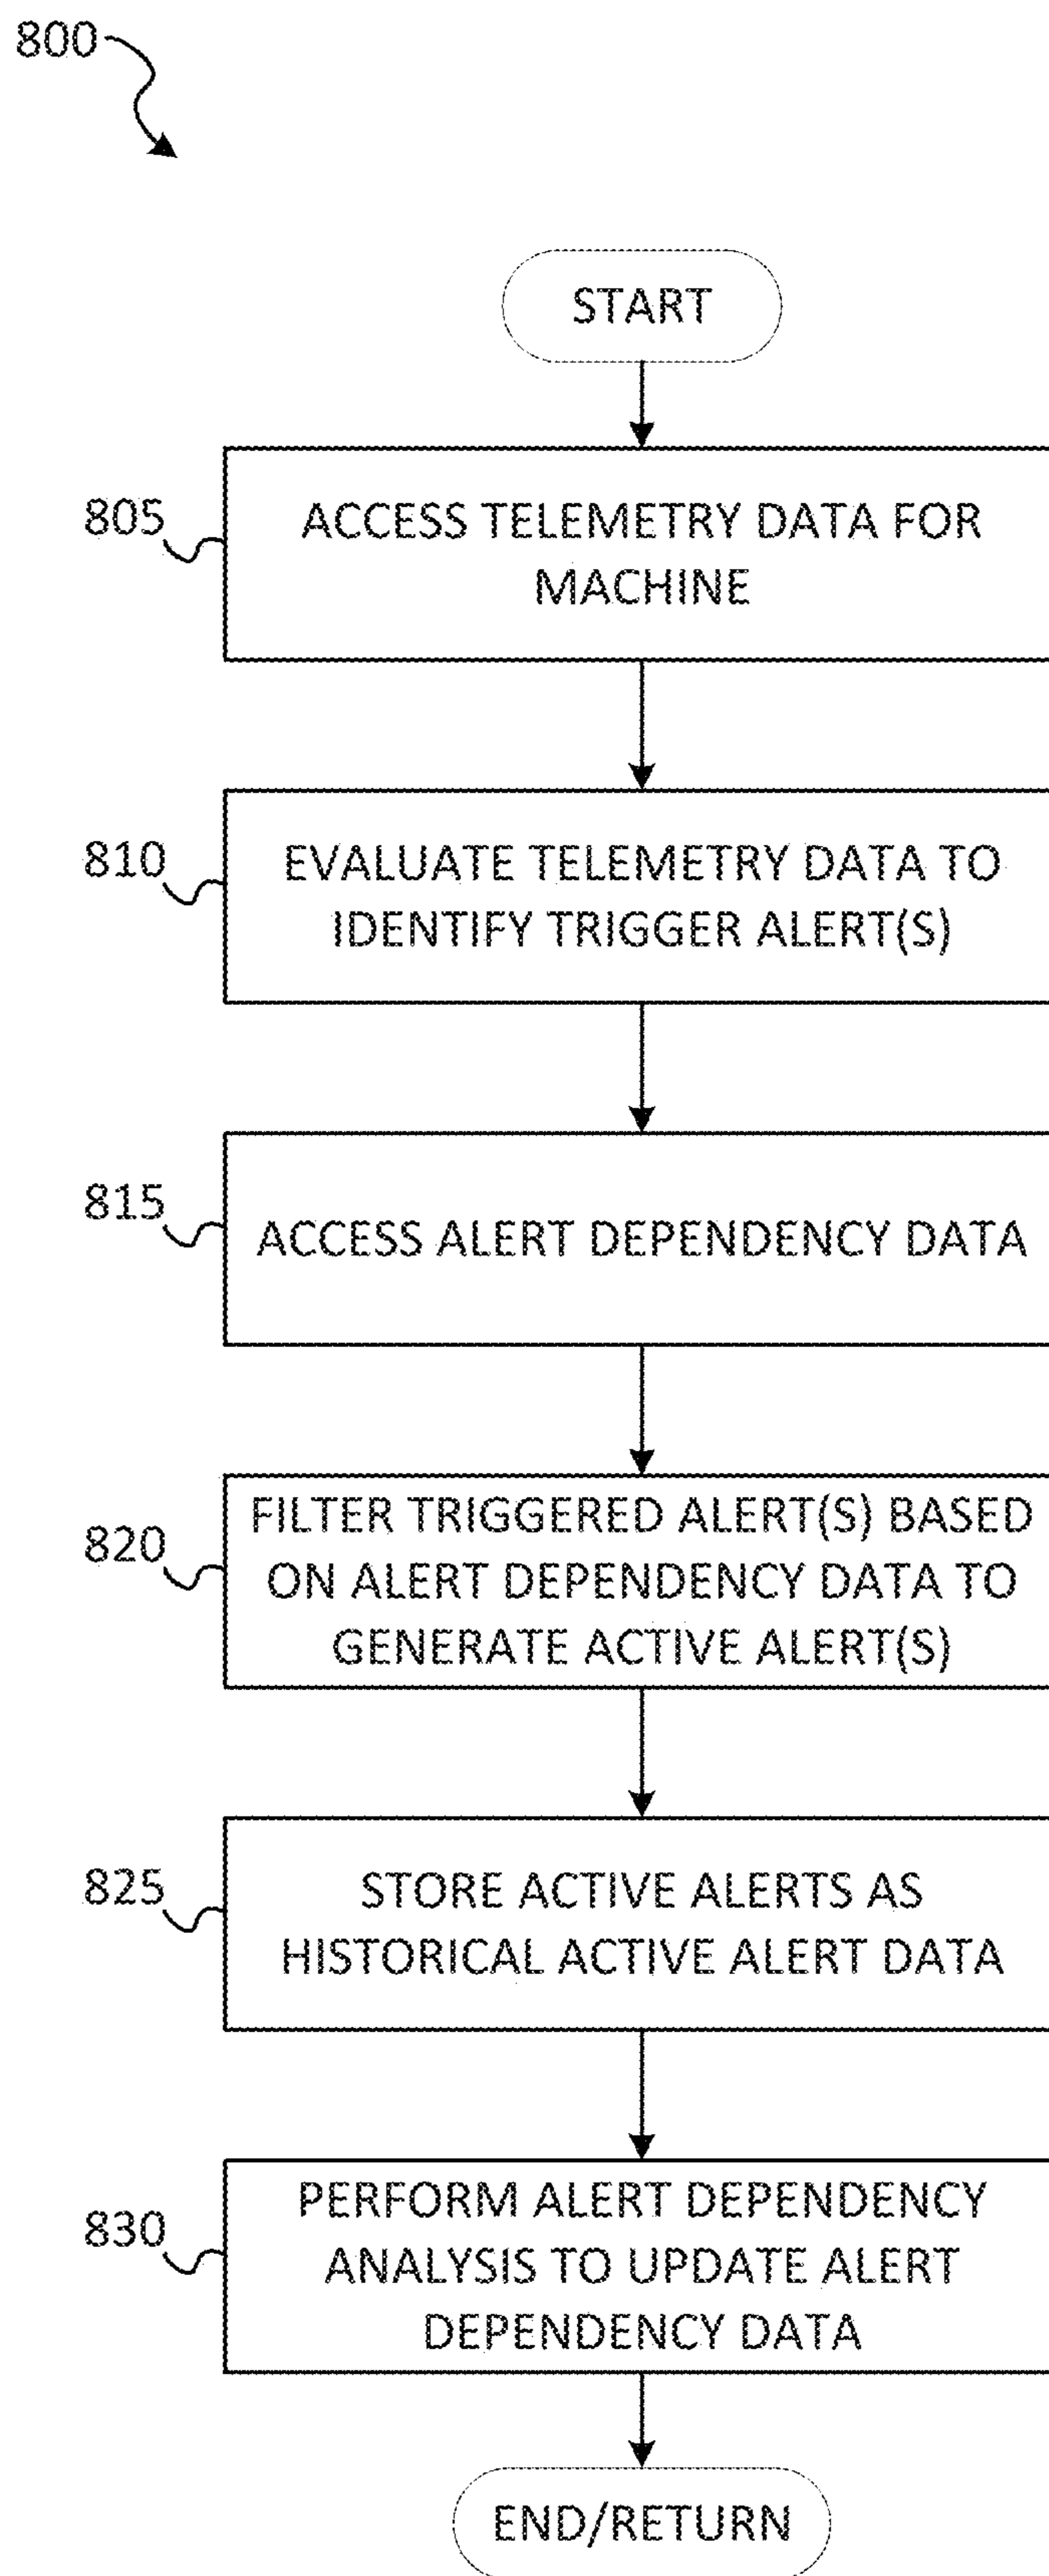 800
START
805
ACCESS TELEMETRY DATA FOR
MACHINE
810
EVALUATE TELEMETRY DATA TO
IDENTIFY TRIGGER ALERT(S)
815
ACCESS ALERT DEPENDENCY DATA
820
FILTER TRIGGERED ALERT(S) BASED
ON ALERT DEPENDENCY DATA TO
GENERATE ACTIVE ALERT(S)
825
STORE ACTIVE ALERTS AS
HISTORICAL ACTIVE ALERT DATA
830
PERFORM ALERT DEPENDENCY
ANALYSIS TO UPDATE ALERT
DEPENDENCY DATA
END/RETURN